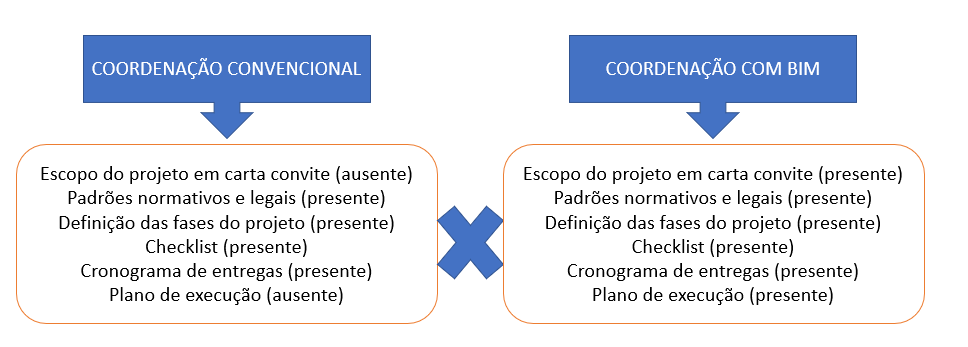 COORDENAÇÃO CONVENCIONAL
Escopo do projeto em carta convite (ausente)
Padrões normativos e legais (presente)
Definição das fases do projeto (presente)
Checklist (presente)
Cronograma de entregas (presente)
Plano de execução (ausente)
COORDENAÇÃO COM BIM
Escopo do projeto em carta convite (presente)
Padrões normativos e legais (presente)
Definição das fases do projeto (presente)
Checklist (presente)
Cronograma de entregas (presente)
Plano de execução (presente)